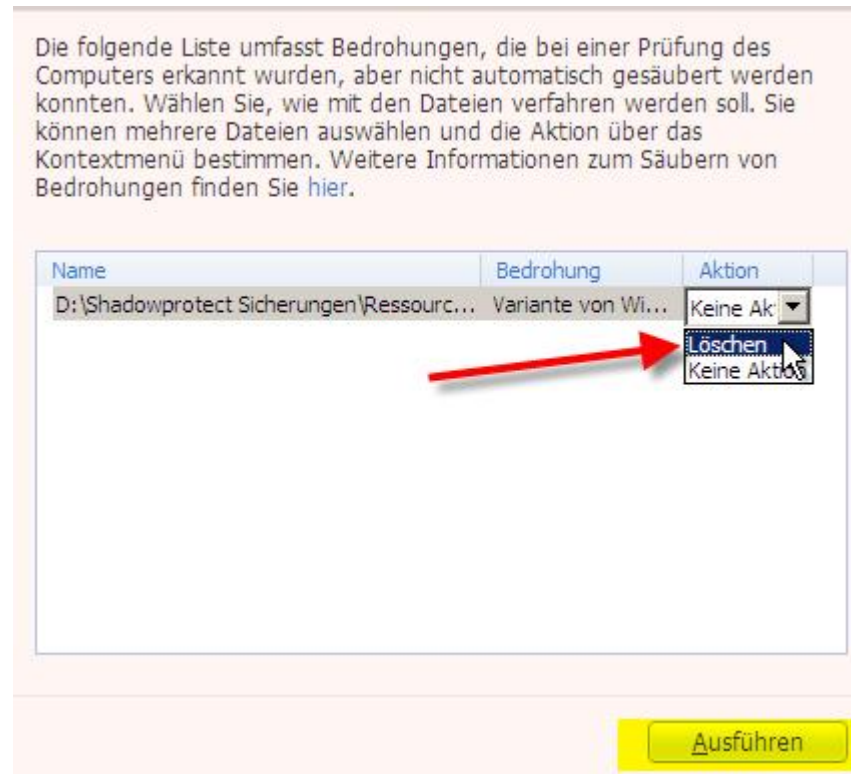 Die folgende Liste umfasst Bedrohungen, die bei einer Prüfung des
Computers erkannt wurden, aber nicht automatisch gesäubert werden
konnten. Wählen Sie, wie mit den Dateien verfahren werden soll. Sie
können mehrere Dateien auswählen und die Aktion über das
Kontextmenü bestimmen. Weitere Informationen zum Säubern von
Bedrohungen finden Sie hier.
Name Bedrohung Aktion
D:\Shadowprotect Sicherungen\Ressourc... Variante von Wi... Keine Ak
Löschen
Keine Aktion
Ausführen